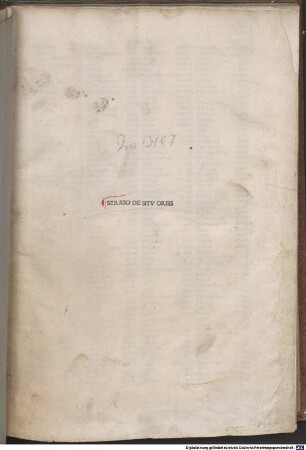 Inc 3107
STRABO DE SITV ORBIS